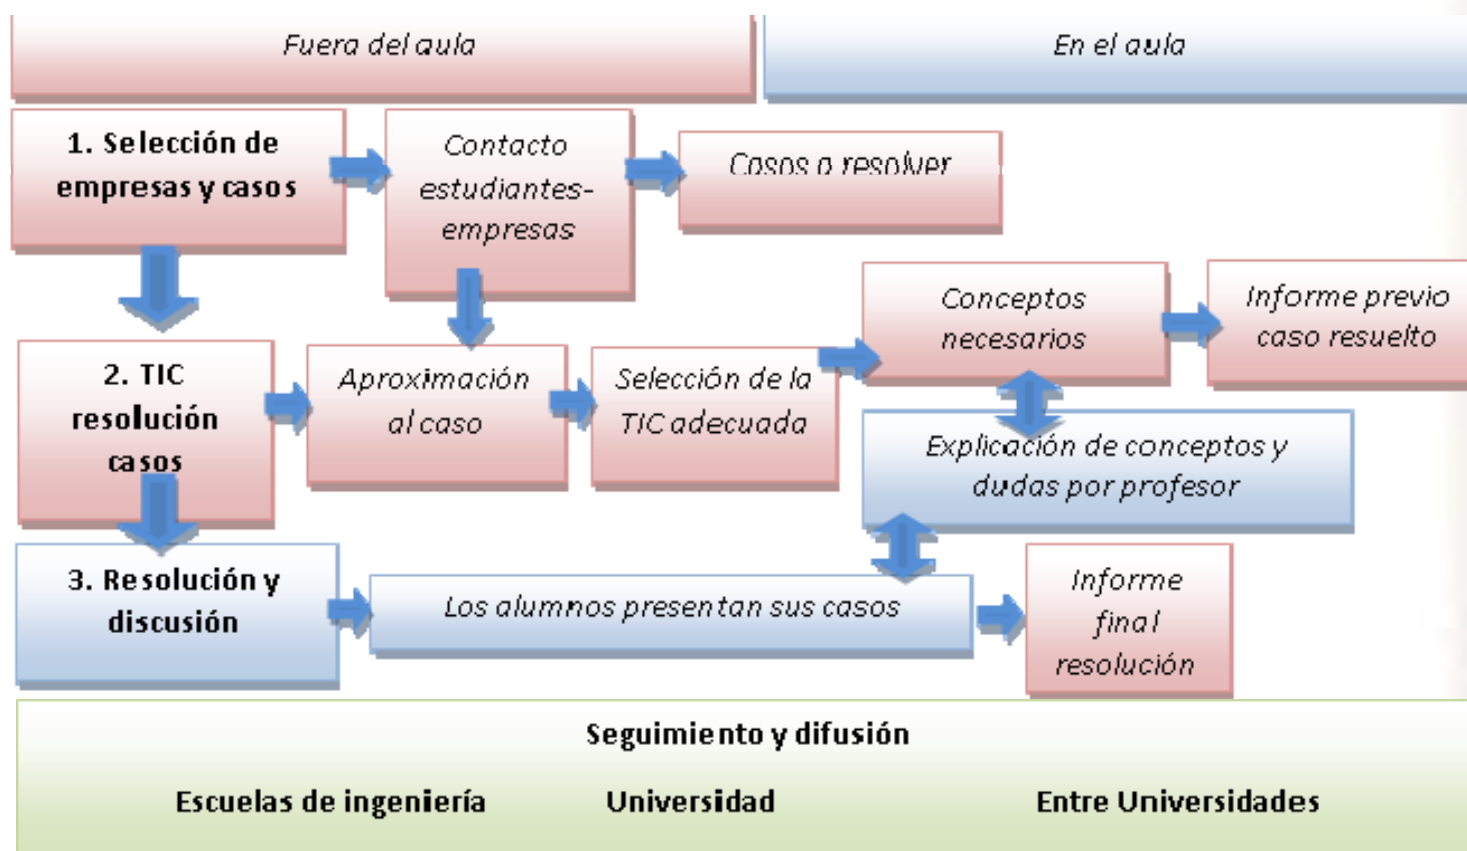 Fuera del aula
En el aula
1. Selección de
empresas y casos
Contacto
estudiantes-
empresas
Casos a resolver
Conceptos
necesarios
Informe previo
caso resuelto
2. TIC
resolución
casos
Aproximación
al caso
Selección de la
TIC adecuada
Explicación de conceptos y
dudas por profesor
3. Resolución y
discusión
Los alumnos presentan sus casos
Informe
final
resolución
Seguimiento y difusión
Escuelas de ingeniería
Universidad
Entre Universidades